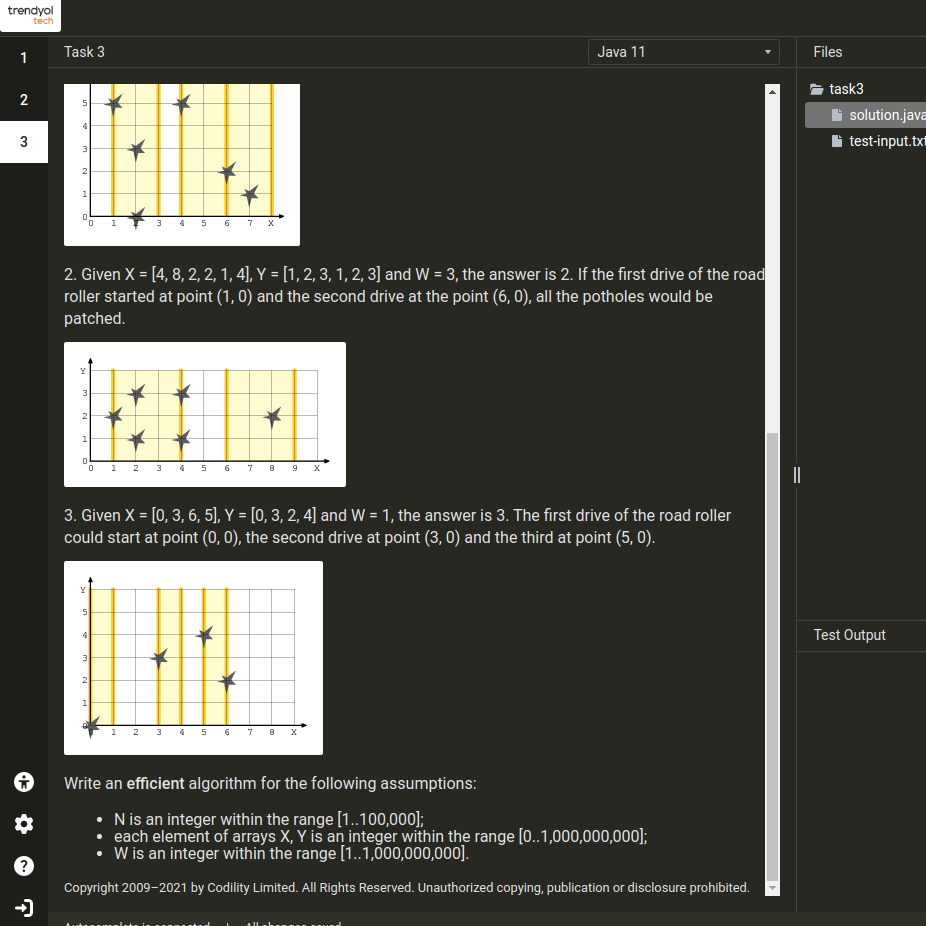 trendyol
tech
1
2
3
Task 3
Java 11
Files
task3
solution.java
test-input.txt
5
4
3
2
1
0
0 1 2 3 4 5 6 7 X
2. Given X = [4, 8, 2, 2, 1, 4], Y = [1, 2, 3, 1, 2, 3] and W = 3, the answer is 2. If the first drive of the road
roller started at point (1, 0) and the second drive at the point (6, 0), all the potholes would be
patched.
Y
3
2
1
0
0 1 2 3 4 5 6 7 8 9 X
3. Given X = [0, 3, 6, 5], Y = [0, 3, 2, 4] and W = 1, the answer is 3. The first drive of the road roller
could start at point (0, 0), the second drive at point (3, 0) and the third at point (5, 0).
Y
5
4
3
2
1
0
1 2 3 4 5 6 7 8 X
Test Output
Write an efficient algorithm for the following assumptions:
N is an integer within the range [1..100,000];
each element of arrays X, Y is an integer within the range [0..1,000,000,000];
W is an integer within the range [1..1,000,000,000].
Copyright 2009–2021 by Codility Limited. All Rights Reserved. Unauthorized copying, publication or disclosure prohibited.